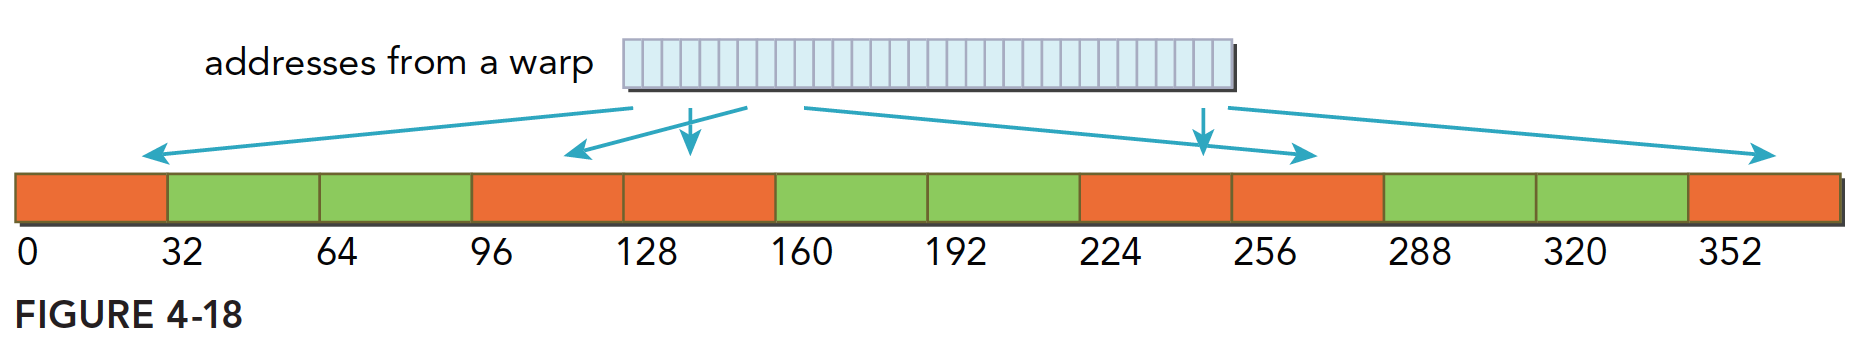 addresses from a warp
0 32 64 96 128 160 192 224 256 288 320 352
FIGURE 4-18